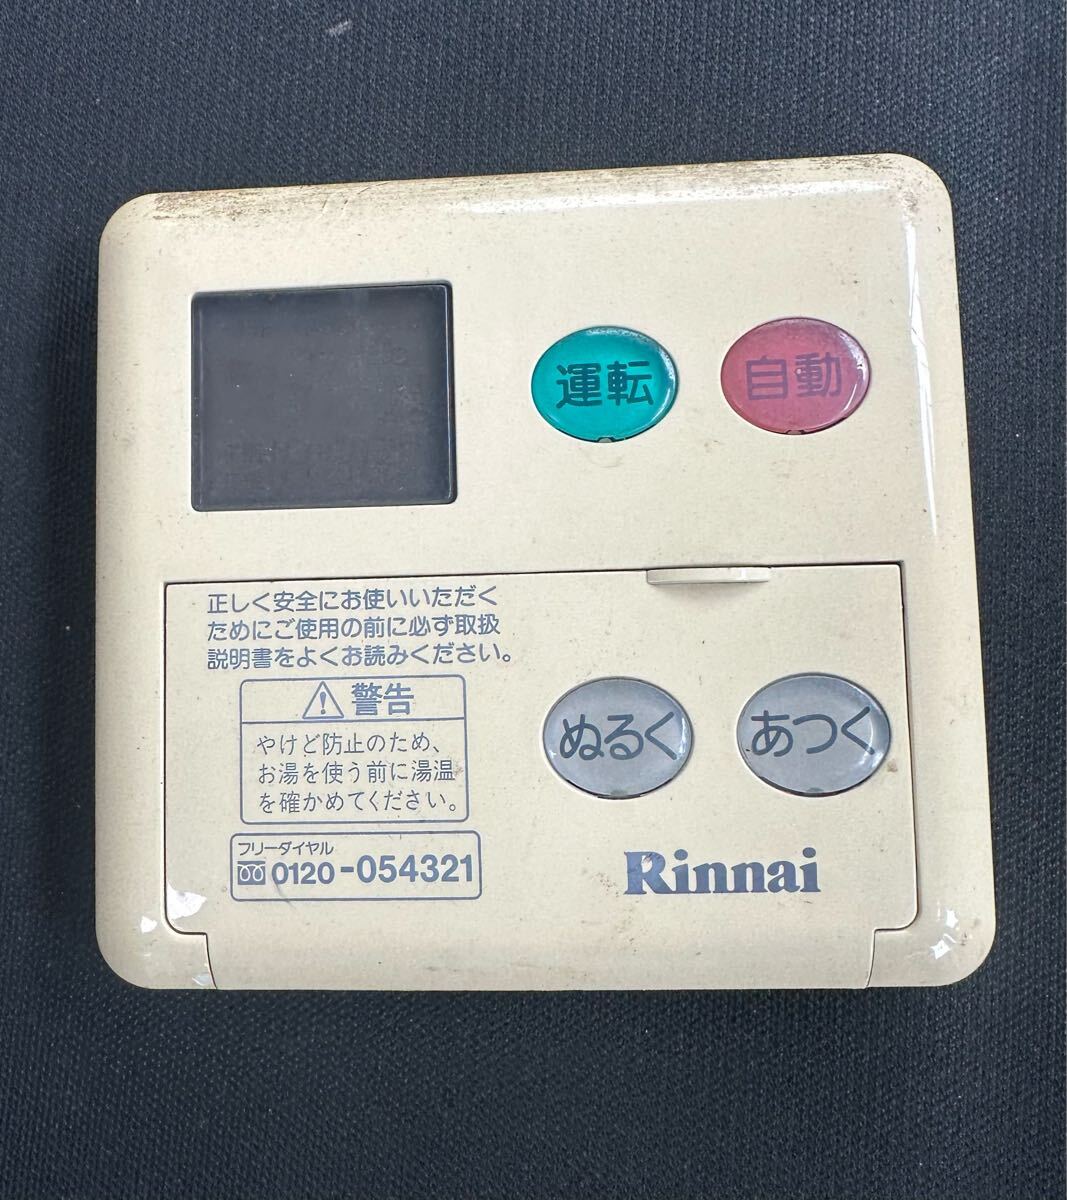 運転
自動
正しく安全にお使いいただく
ためにご使用の前に必ず取扱
説明書をよくお読みください。
警告
やけど防止のため、
お湯を使う前に湯温
を確かめてください。
フリーダイヤル
0120-054321
ぬるく
あつく
Rinnai